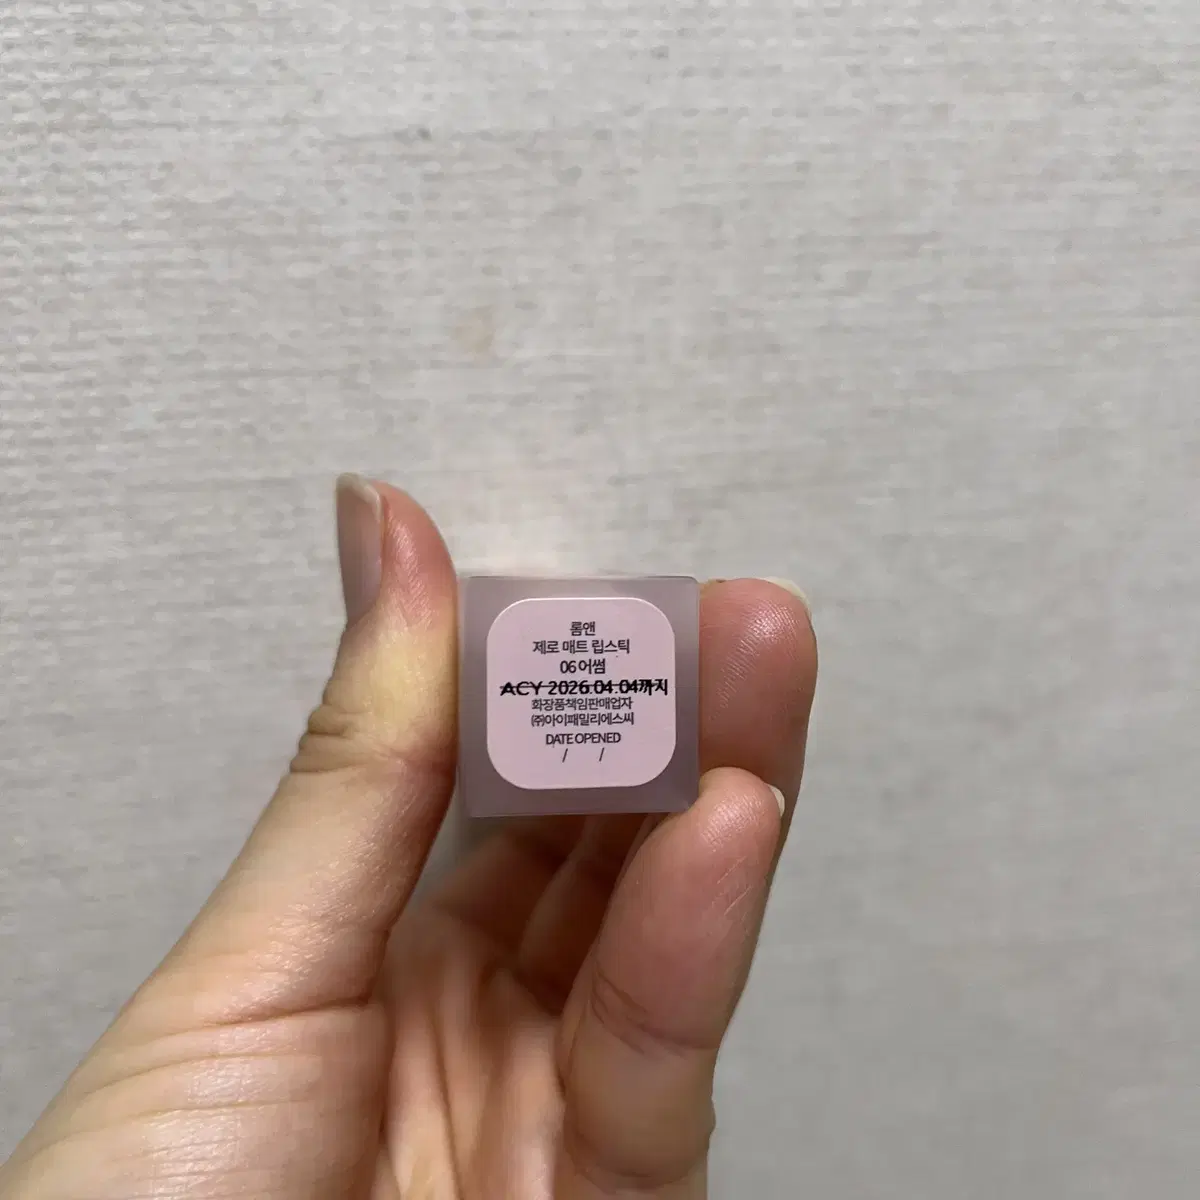 롬앤
제로 매트 립스틱
06 어썸
ACY 2026.04.04까지
화장품책임판매업자
㈜아이패밀리에스씨
DATE OPENED
/ /